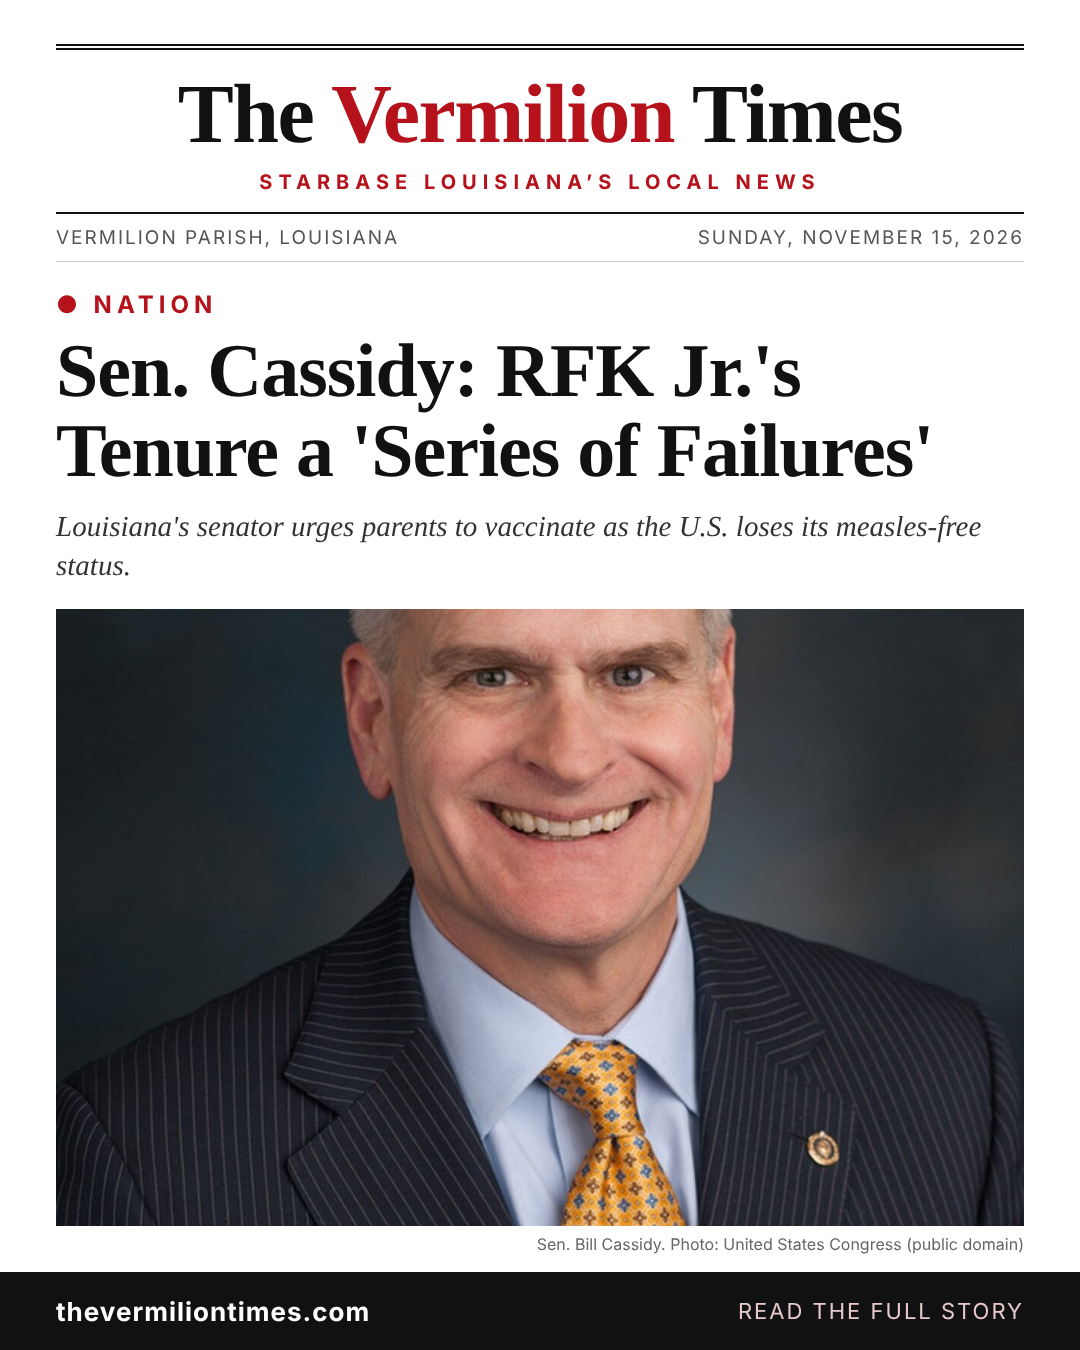 The Vermilion Times
STARBASE LOUISIANA’S LOCAL NEWS
VERMILION PARISH, LOUISIANA
SUNDAY, NOVEMBER 15, 2026
NATION
Sen. Cassidy: RFK Jr.'s
Tenure a 'Series of Failures'
Louisiana's senator urges parents to vaccinate as the U.S. loses its measles-free
status.
Sen. Bill Cassidy. Photo: United States Congress (public domain)
thevermiliontimes.com
READ THE FULL STORY